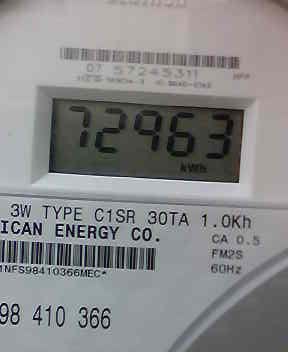 07 57245311
72963
kWh
3W TYPE C1SR 30TA 1.0Kh
ICAN ENERGY CO.
CA 0.5
FM2S
60Hz
1NFS98410366MEC*
98 410 366